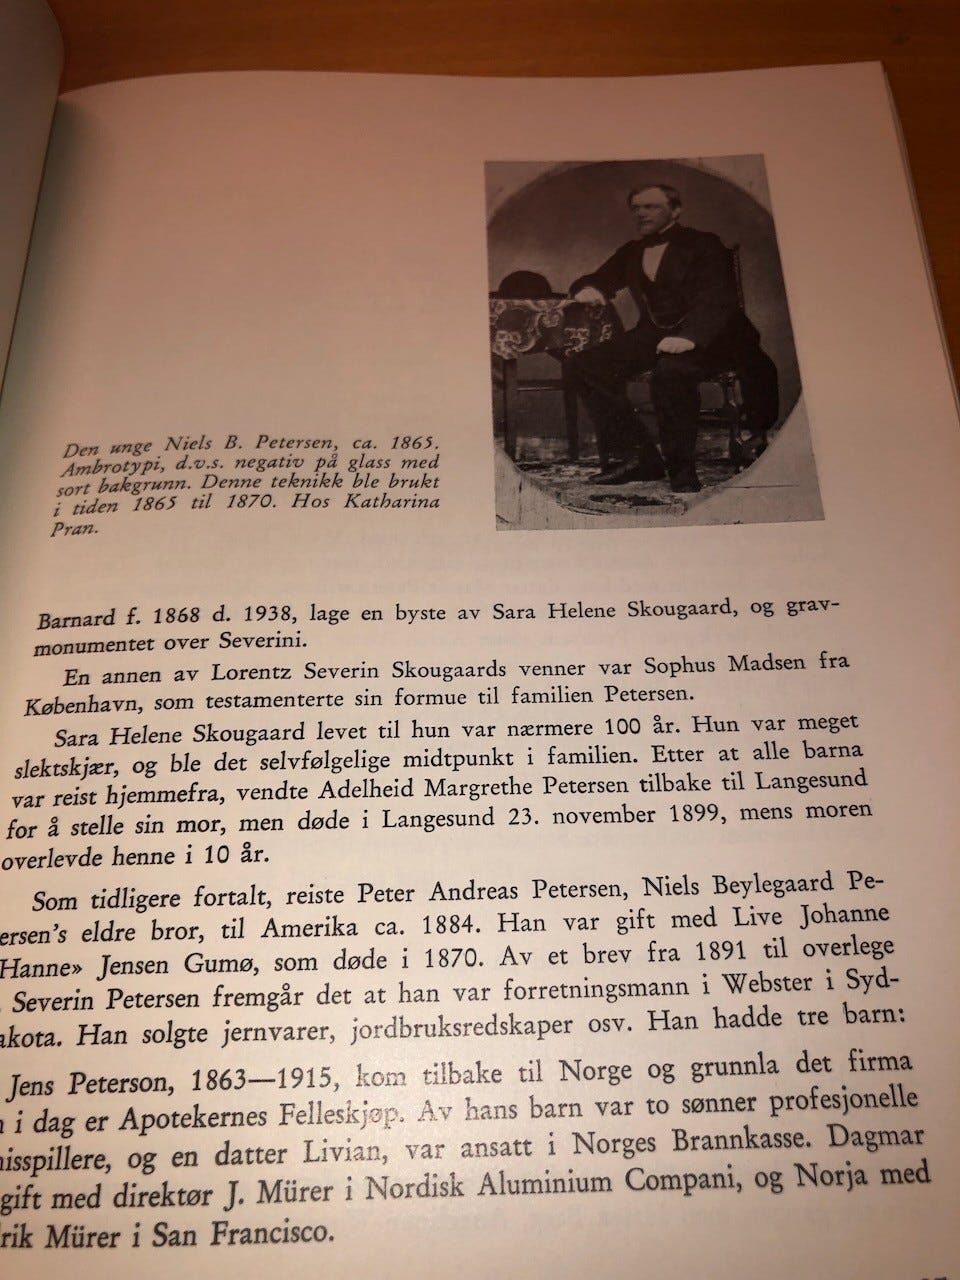 Den unge Niels B. Petersen, ca. 1865.
Ambrotypi, d.v.s. negativ på glass med
sort bakgrunn. Denne teknikk ble brukt
i tiden 1865 til 1870. Hos Katharina
Pran.
Barnard f. 1868 d. 1938, lage en byste av Sara Helene Skougaard, og grav-
monumentet over Severini.
En annen av Lorentz Severin Skougaards venner var Sophus Madsen fra
København, som testamenterte sin formue til familien Petersen.
Sara Helene Skougaard levet til hun var nærmere 100 år. Hun var meget
slektskjær, og ble det selvfølgelige midtpunkt i familien. Etter at alle barna
var reist hjemmefra, vendte Adelheid Margrethe Petersen tilbake til Langesund
for å stelle sin mor, men døde i Langesund 23. november 1899, mens moren
overlevde henne i 10 år.
Som tidligere fortalt, reiste Peter Andreas Petersen, Niels Beylegaard Pe-
ersen's eldre bror, til Amerika ca. 1884. Han var gift med Live Johanne
Hanne» Jensen Gumø, som døde i 1870. Av et brev fra 1891 til overlege
Severin Petersen fremgår det at han var forretningsmann i Webster i Syd-
akota. Han solgte jernvarer, jordbruksredskaper osv. Han hadde tre barn:
Jens Peterson, 1863—1915, kom tilbake til Norge og grunnla det firma
i dag er Apotekernes Felleskjøp. Av hans barn var to sønner profesjonelle
nisspillere, og en datter Livian, var ansatt i Norges Brannkasse. Dagmar
gift med direktør J. Mürer i Nordisk Aluminium Compani, og Norja med
drik Mürer i San Francisco.